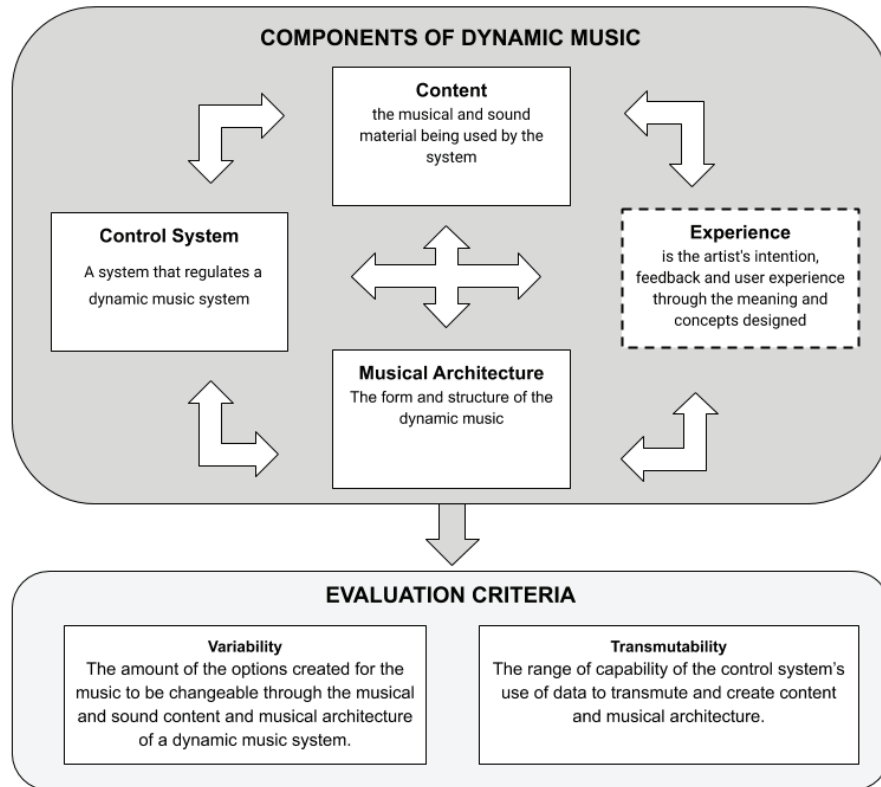 COMPONENTS OF DYNAMIC MUSIC
Content
the musical and sound
material being used by the
system
Control System
A system that regulates a
dynamic music system
Experience
is the artist's intention,
feedback and user experience
through the meaning and
concepts designed
Musical Architecture
The form and structure of the
dynamic music
EVALUATION CRITERIA
Variability
The amount of the options created for the
music to be changeable through the musical
and sound content and musical architecture
of a dynamic music system.
Transmutability
The range of capability of the control system's
use of data to transmute and create content
and musical architecture.